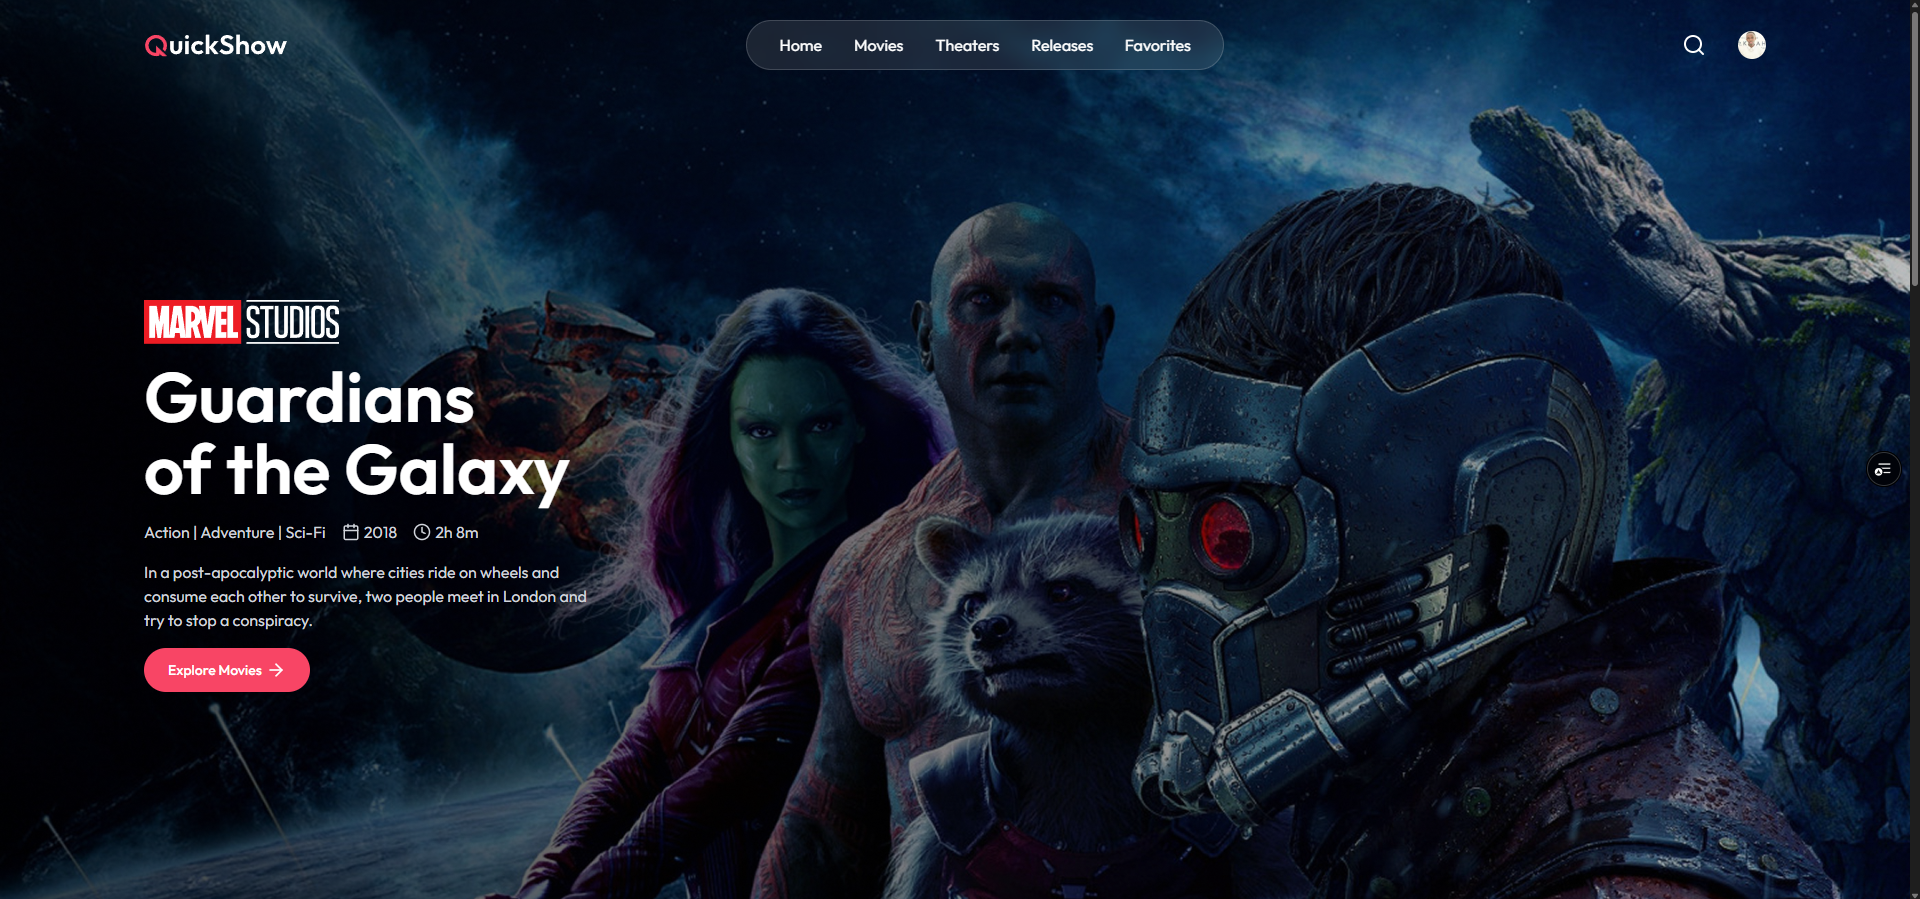 QuickShow
Home Movies Theaters Releases Favorites
MARVEL STUDIOS
Guardians
of the Galaxy
Action | Adventure | Sci-Fi 2018 2h 8m
In a post-apocalyptic world where cities ride on wheels and
consume each other to survive, two people meet in London and
try to stop a conspiracy.
Explore Movies →